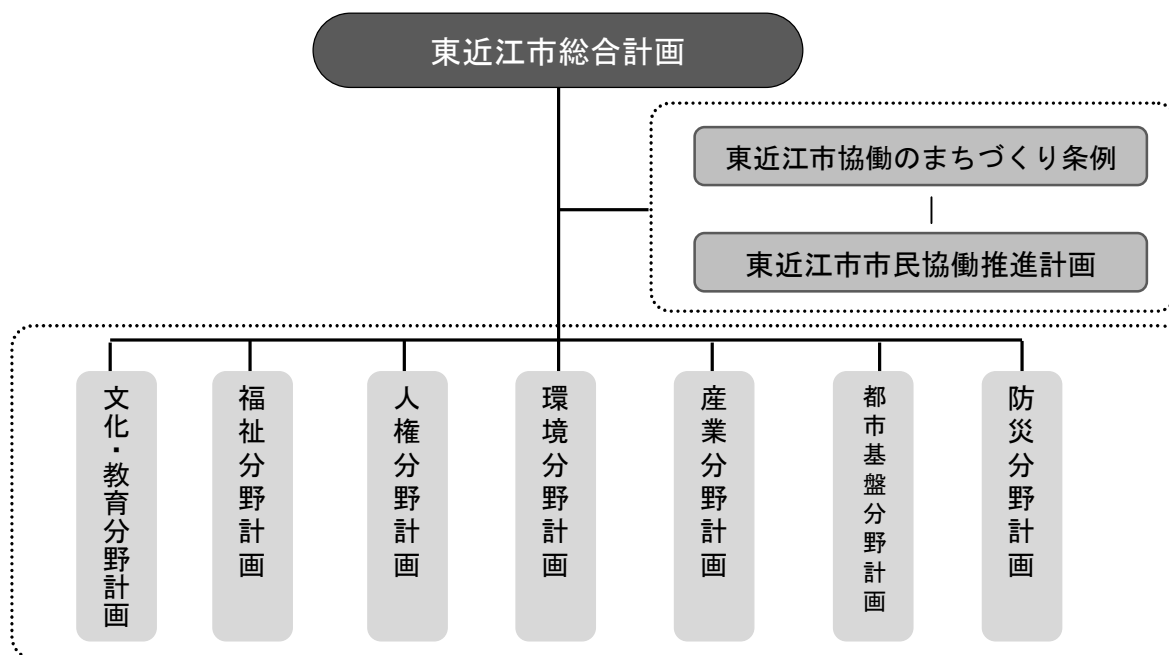 東近江市総合計画
東近江市協働のまちづくり条例
東近江市市民協働推進計画
文化・教育分野計画
福祉分野計画
人権分野計画
環境分野計画
産業分野計画
都市基盤分野計画
防災分野計画